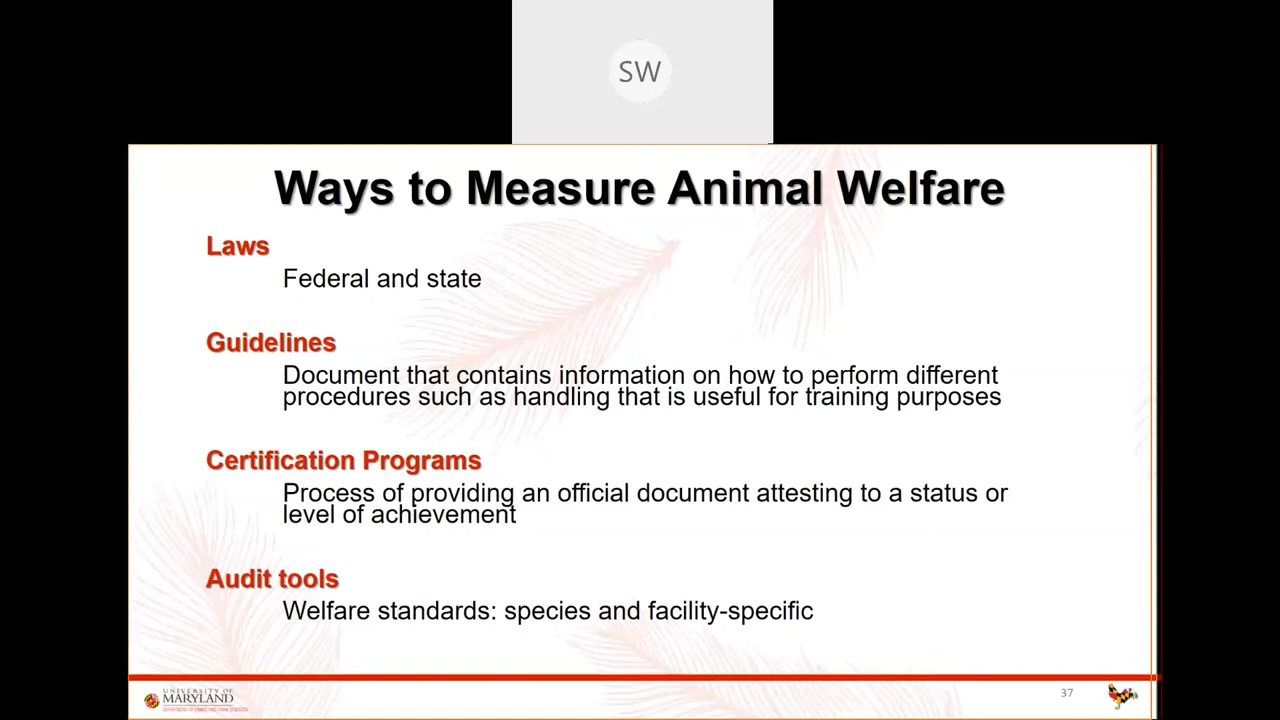 SW
Ways to Measure Animal Welfare
Laws
Federal and state
Guidelines
Document that contains information on how to perform different
procedures such as handling that is useful for training purposes
Certification Programs
Process of providing an official document attesting to a status or
level of achievement
Audit tools
Welfare standards: species and facility-specific
UNIVERSITY OF
MARYLAND
37